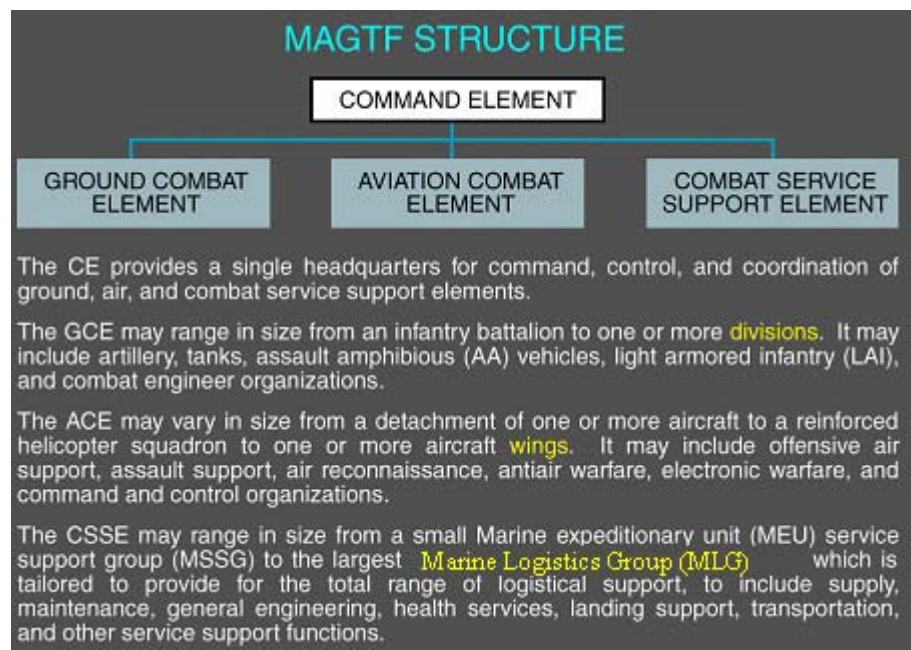 MAGTF STRUCTURE
COMMAND ELEMENT
GROUND COMBAT
ELEMENT
AVIATION COMBAT
ELEMENT
COMBAT SERVICE
SUPPORT ELEMENT
The CE provides a single headquarters for command, control, and coordination of
ground, air, and combat service support elements.
The GCE may range in size from an infantry battalion to one or more divisions. It may
include artillery, tanks, assault amphibious (AA) vehicles, light armored infantry (LAI),
and combat engineer organizations.
The ACE may vary in size from a detachment of one or more aircraft to a reinforced
helicopter squadron to one or more aircraft wings. It may include offensive air
support, assault support, air reconnaissance, antiair warfare, electronic warfare, and
command and control organizations.
The CSSE may range in size from a small Marine expeditionary unit (MEU) service
support group (MSSG) to the largest Marine Logistics Group (MLG) which is
tailored to provide for the total range of logistical support, to include supply,
maintenance, general engineering, health services, landing support, transportation,
and other service support functions.